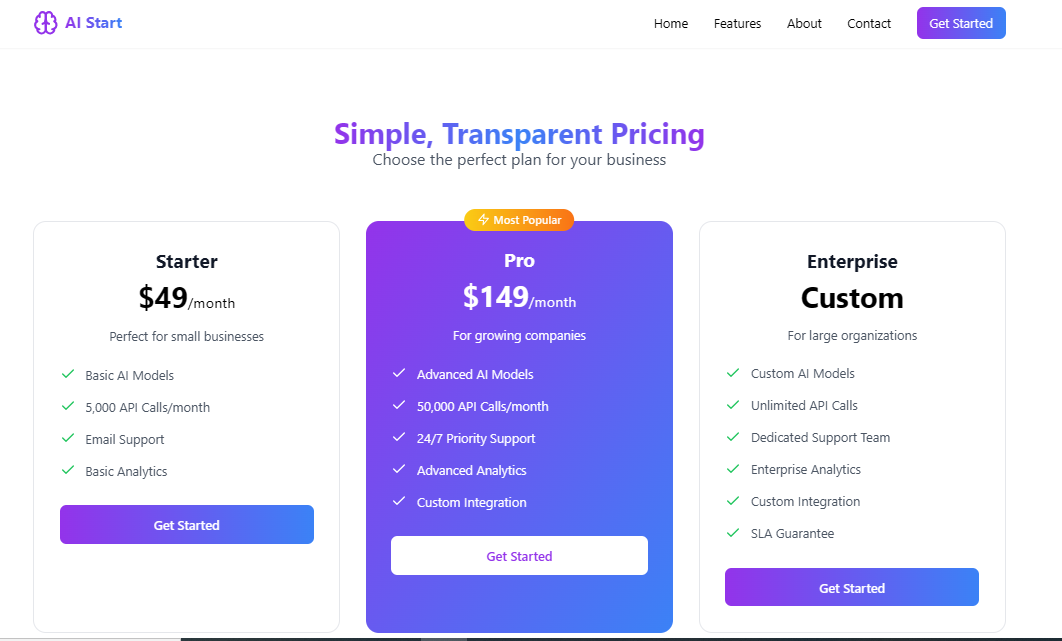 AI Start
Home
Features
About
Contact
Get Started
Simple, Transparent Pricing
Choose the perfect plan for your business
Starter
$49/month
Perfect for small businesses
Basic AI Models
5,000 API Calls/month
Email Support
Basic Analytics
Get Started
Most Popular
Pro
$149/month
For growing companies
Advanced AI Models
50,000 API Calls/month
24/7 Priority Support
Advanced Analytics
Custom Integration
Get Started
Enterprise
Custom
For large organizations
Custom AI Models
Unlimited API Calls
Dedicated Support Team
Enterprise Analytics
Custom Integration
SLA Guarantee
Get Started